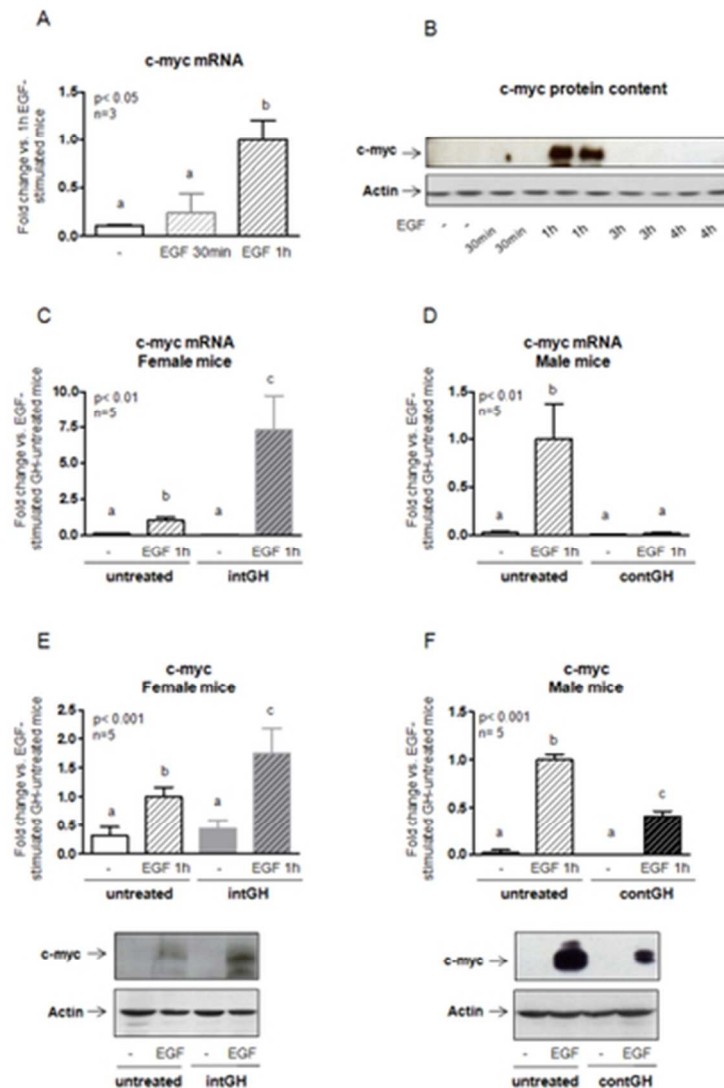 A
c-myc mRNA
Fold change vs. 1h EGF-
stimulated mice
p< 0.05
n=3
1.5
1.0
0.5
0.0
a
a
b
-
EGF 30min
EGF 1h
B
c-myc protein content
c-myc
Actin
EGF
-
-
30min
30min
1h
1h
3h
3h
4h
4h
C
c-myc mRNA
Female mice
Fold change vs. EGF-
stimulated GH-untreated mice
p< 0.01
n=5
10.0
7.5
5.0
2.5
0.0
a
b
a
c
-
EGF 1h
-
EGF 1h
untreated
intGH
D
c-myc mRNA
Male mice
Fold change vs. EGF-
stimulated GH-untreated mice
p< 0.01
n=5
1.5
1.0
0.5
0.0
a
b
a
a
-
EGF 1h
-
EGF 1h
untreated
contGH
E
c-myc
Female mice
Fold change vs. EGF-
stimulated GH-untreated mice
p< 0.001
n=5
2.5
2.0
1.5
1.0
0.5
0.0
a
b
a
c
-
EGF 1h
-
EGF 1h
untreated
intGH
c-myc
Actin
-
EGF
-
EGF
untreated
intGH
F
c-myc
Male mice
Fold change vs. EGF-
stimulated GH-untreated mice
p< 0.001
n= 5
1.5
1.0
0.5
0.0
a
b
a
c
-
EGF 1h
-
EGF 1h
untreated
contGH
c-myc
Actin
-
EGF
-
EGF
untreated
contGH